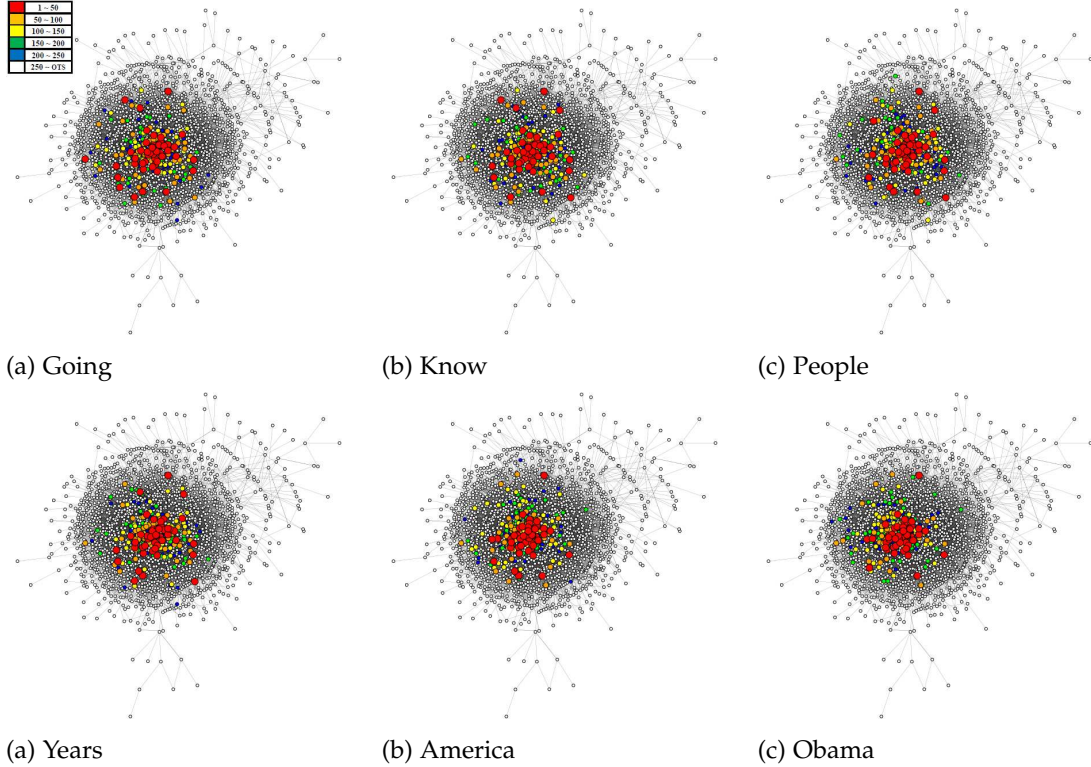 1 ~ 50
50 ~ 100
100 ~ 150
150 ~ 200
200 ~ 250
250 ~ OTS
(a) Going
(b) Know
(c) People
(a) Years
(b) America
(c) Obama